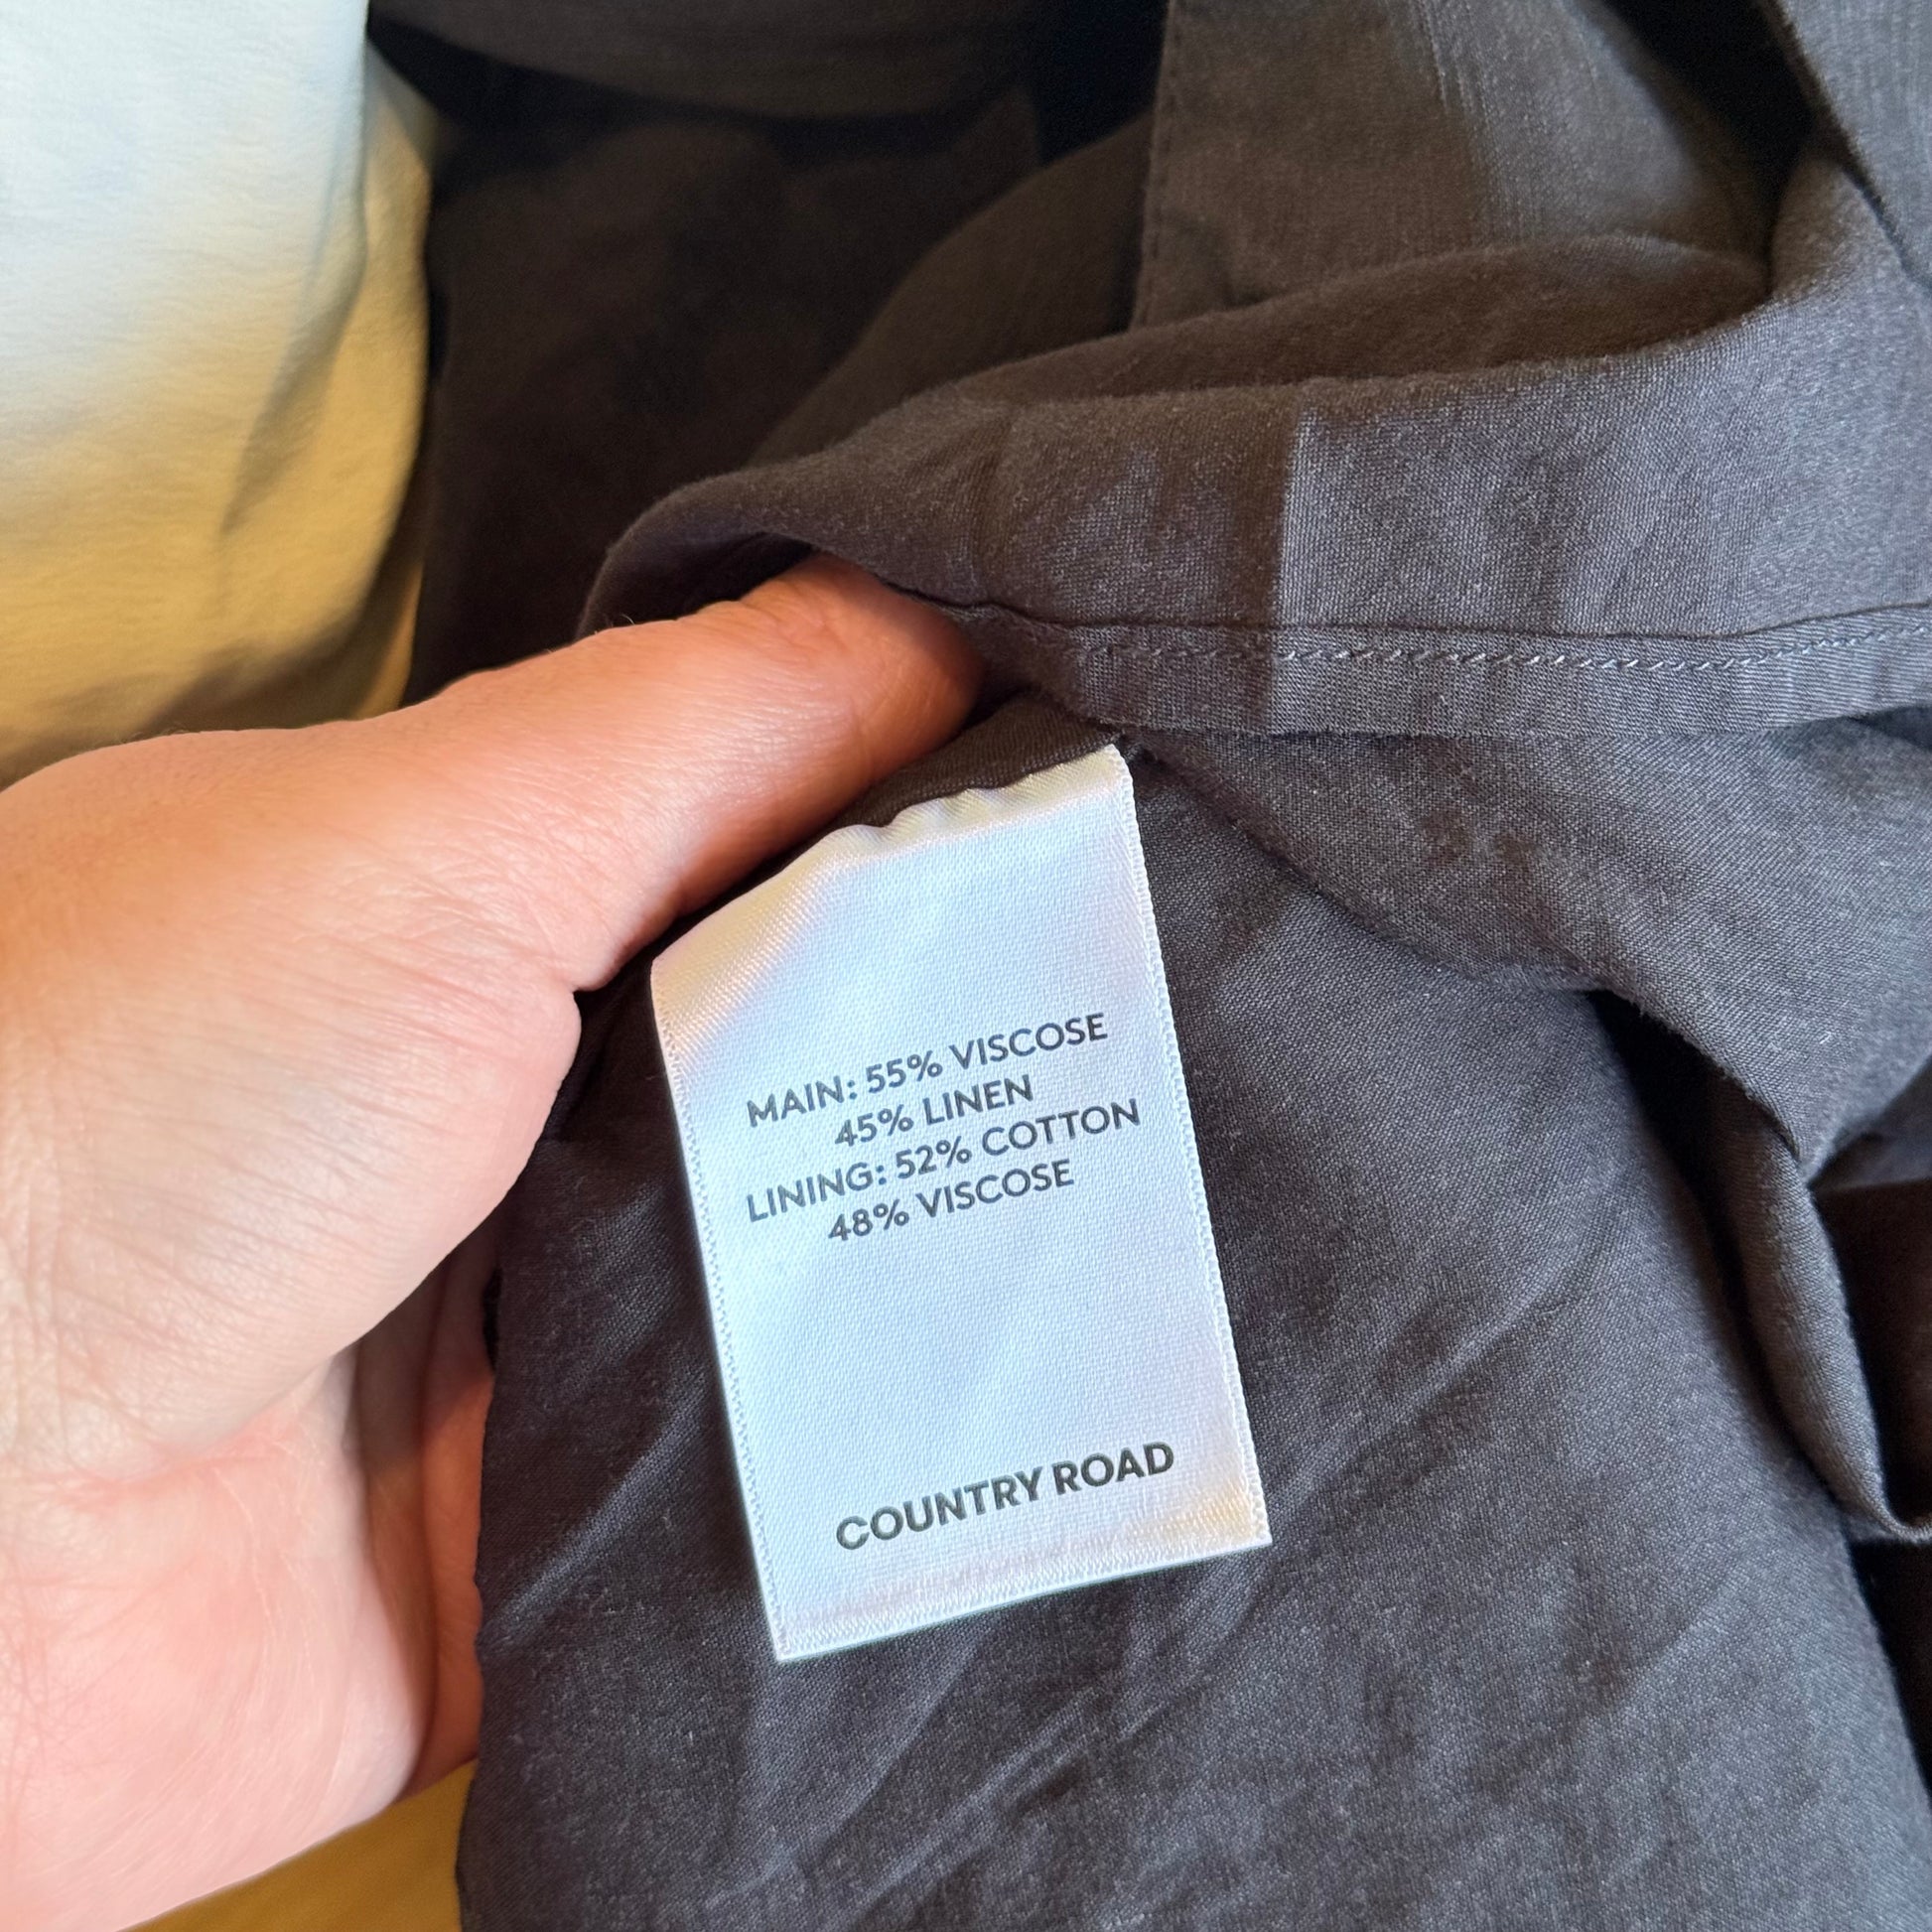 MAIN: 55% VISCOSE
45% LINEN
LINING: 52% COTTON
48% VISCOSE
COUNTRY ROAD